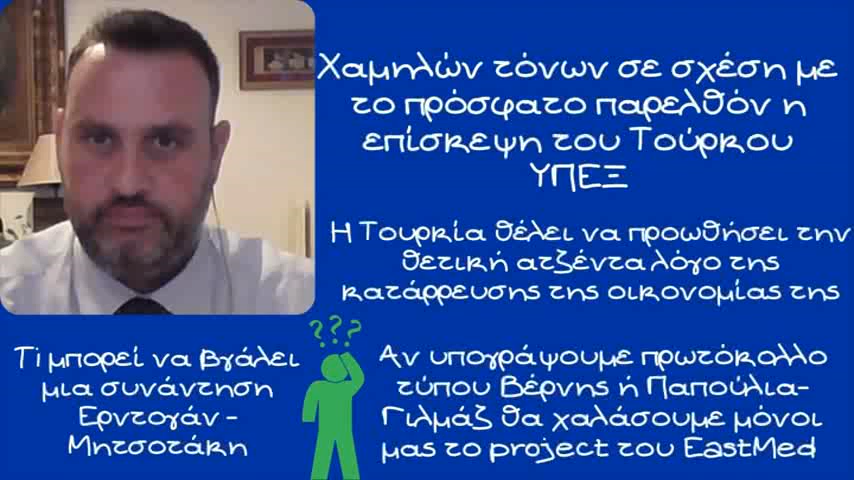 Χαμηλών τόνων σε σχέση με
το πρόσφατο παρελθόν η
επίσκεψη του Τούρκου
ΥΠΕΞ
Η Τουρκία θέλει να προωθήσει την
θετική ατζέντα λόγο της
κατάρρευσης της οικονομίας της
???
Τι μπορεί να βγάλει
μια συνάντηση
Ερντογάν -
Μητσοτάκη
Αν υπογράψουμε πρωτόκολλο
τύπου Βέρνης ή Παπούλια-
Γιλμάζ θα χαλάσουμε μόνοι
μας το project του EastMed